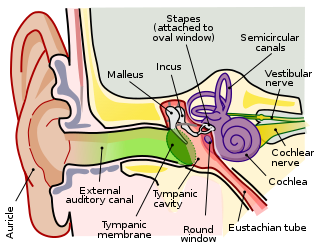 Stapes
(attached to
oval window)
Semicircular
canals
Incus
Malleus
Vestibular
nerve
Cochlear
nerve
Cochlea
External
auditory canal
Tympanic
cavity
Auricle
Tympanic
membrane
Eustachian tube
Round
window